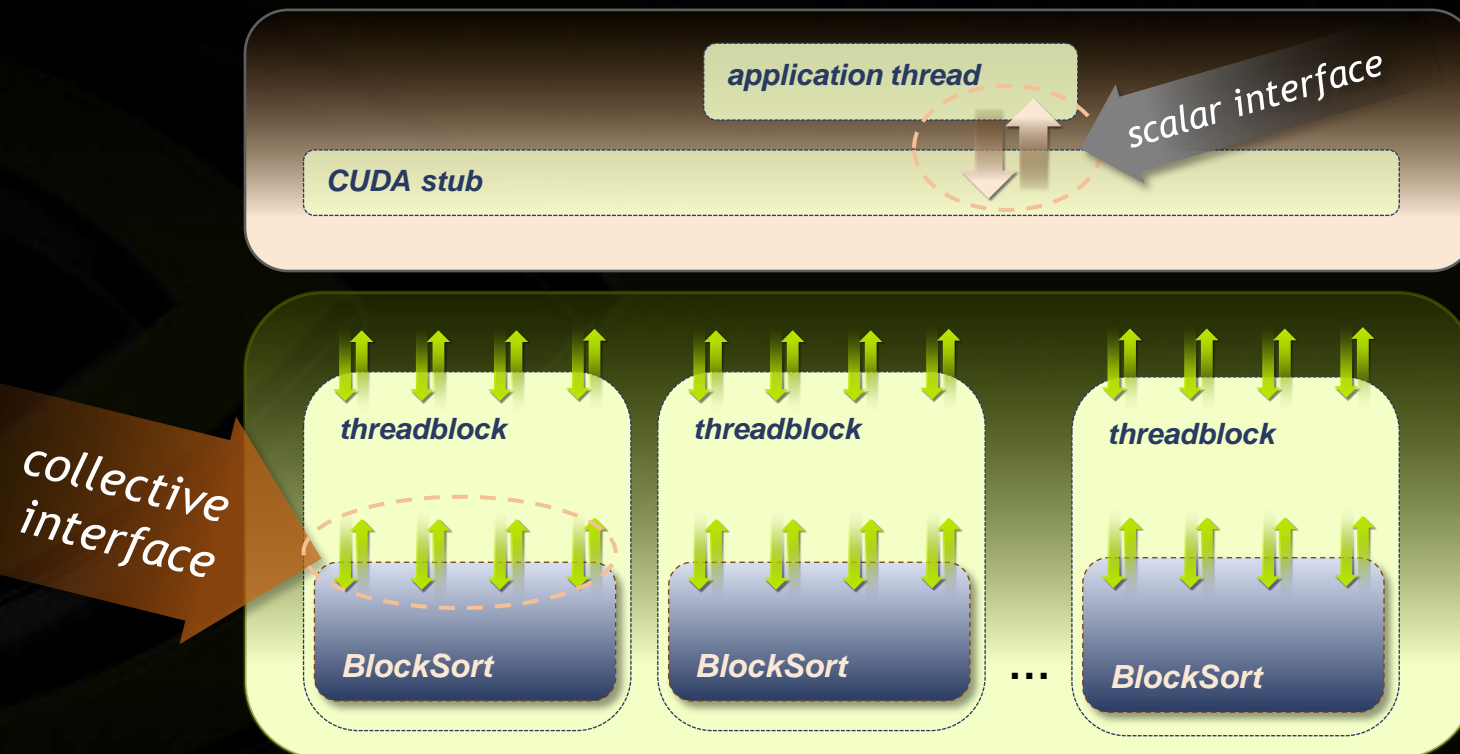 application thread
scalar interface
CUDA stub
collective
interface
threadblock
threadblock
threadblock
BlockSort
BlockSort
...
BlockSort